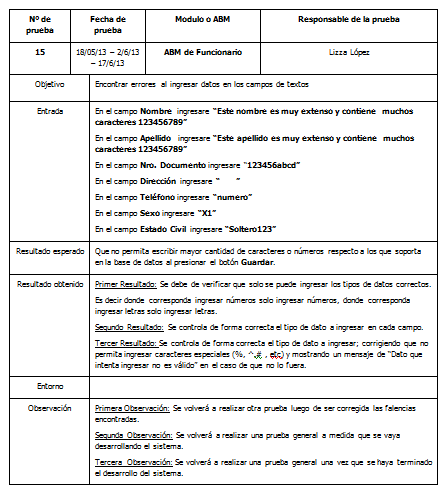 Nº de prueba
Fecha de prueba
Modulo o ABM
Responsable de la prueba
15
18/05/13 – 2/6/13 – 17/6/13
ABM de Funcionario
Lizza López
Objetivo
Encontrar errores al ingresar datos en los campos de textos
Entrada
En el campo Nombre ingresare “Este nombre es muy extenso y contiene muchos
caracteres 123456789”
En el campo Apellido ingresare “Este apellido es muy extenso y contiene muchos
caracteres 123456789”
En el campo Nro. Documento ingresare “123456abcd”
En el campo Dirección ingresare “ ”
En el campo Teléfono ingresare “numero”
En el campo Sexo ingresare “X1”
En el campo Estado Civil ingresare “Soltero123”
Resultado esperado
Que no permita escribir mayor cantidad de caracteres o números respecto a los que soporta
en la base de datos al presionar el botón Guardar.
Resultado obtenido
Primer Resultado: Se debe de verificar que solo se puede ingresar los tipos de datos correctos.
Es decir donde corresponda ingresar números solo ingresar números, donde corresponda
ingresar letras solo ingresar letras.
Segundo Resultado: Se controla de forma correcta el tipo de dato a ingresar en cada campo.
Tercer Resultado: Se controla de forma correcta el tipo de dato a ingresar; corrigiendo que no
permita ingresar caracteres especiales (%, ^,# , etc) y mostrando un mensaje de “Dato que
intenta ingresar no es válido” en el caso de que no lo fuera.
Entorno
Observación
Primera Observación: Se volverá a realizar otra prueba luego de ser corregida las falencias
encontradas.
Segunda Observación: Se volverá a realizar una prueba general a medida que se vaya
desarrollando el sistema.
Tercera Observación: Se volverá a realizar una prueba general una vez que se haya terminado
el desarrollo del sistema.